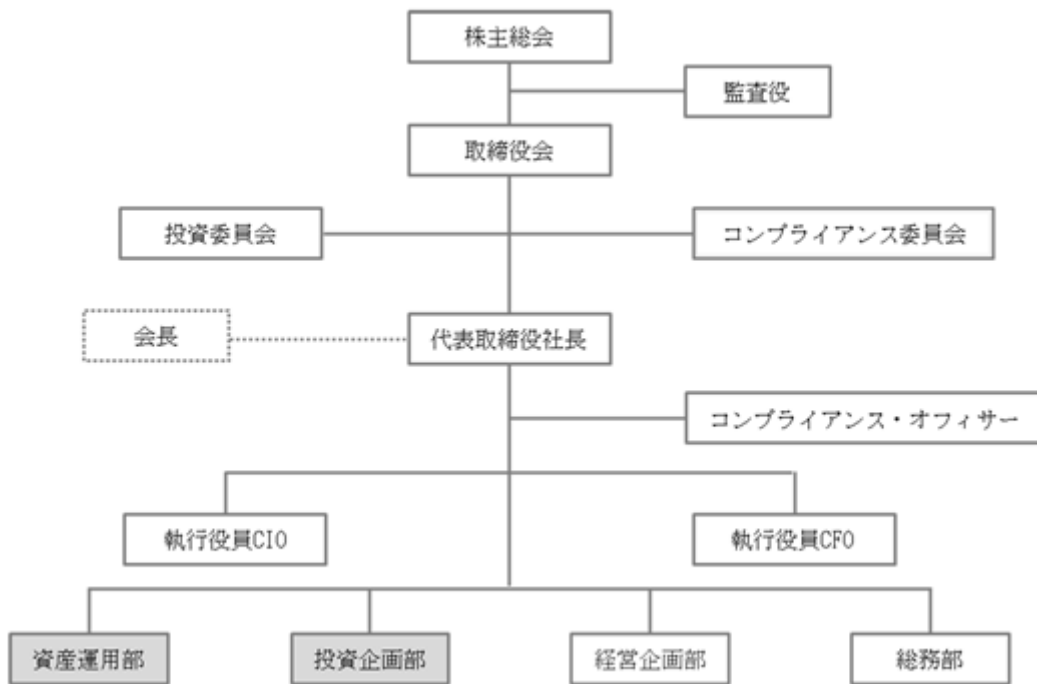 株主総会
監査役
取締役会
投資委員会
コンプライアンス委員会
会長
代表取締役社長
コンプライアンス・オフィサー
執行役員CIO
執行役員CFO
資産運用部
投資企画部
経営企画部
総務部